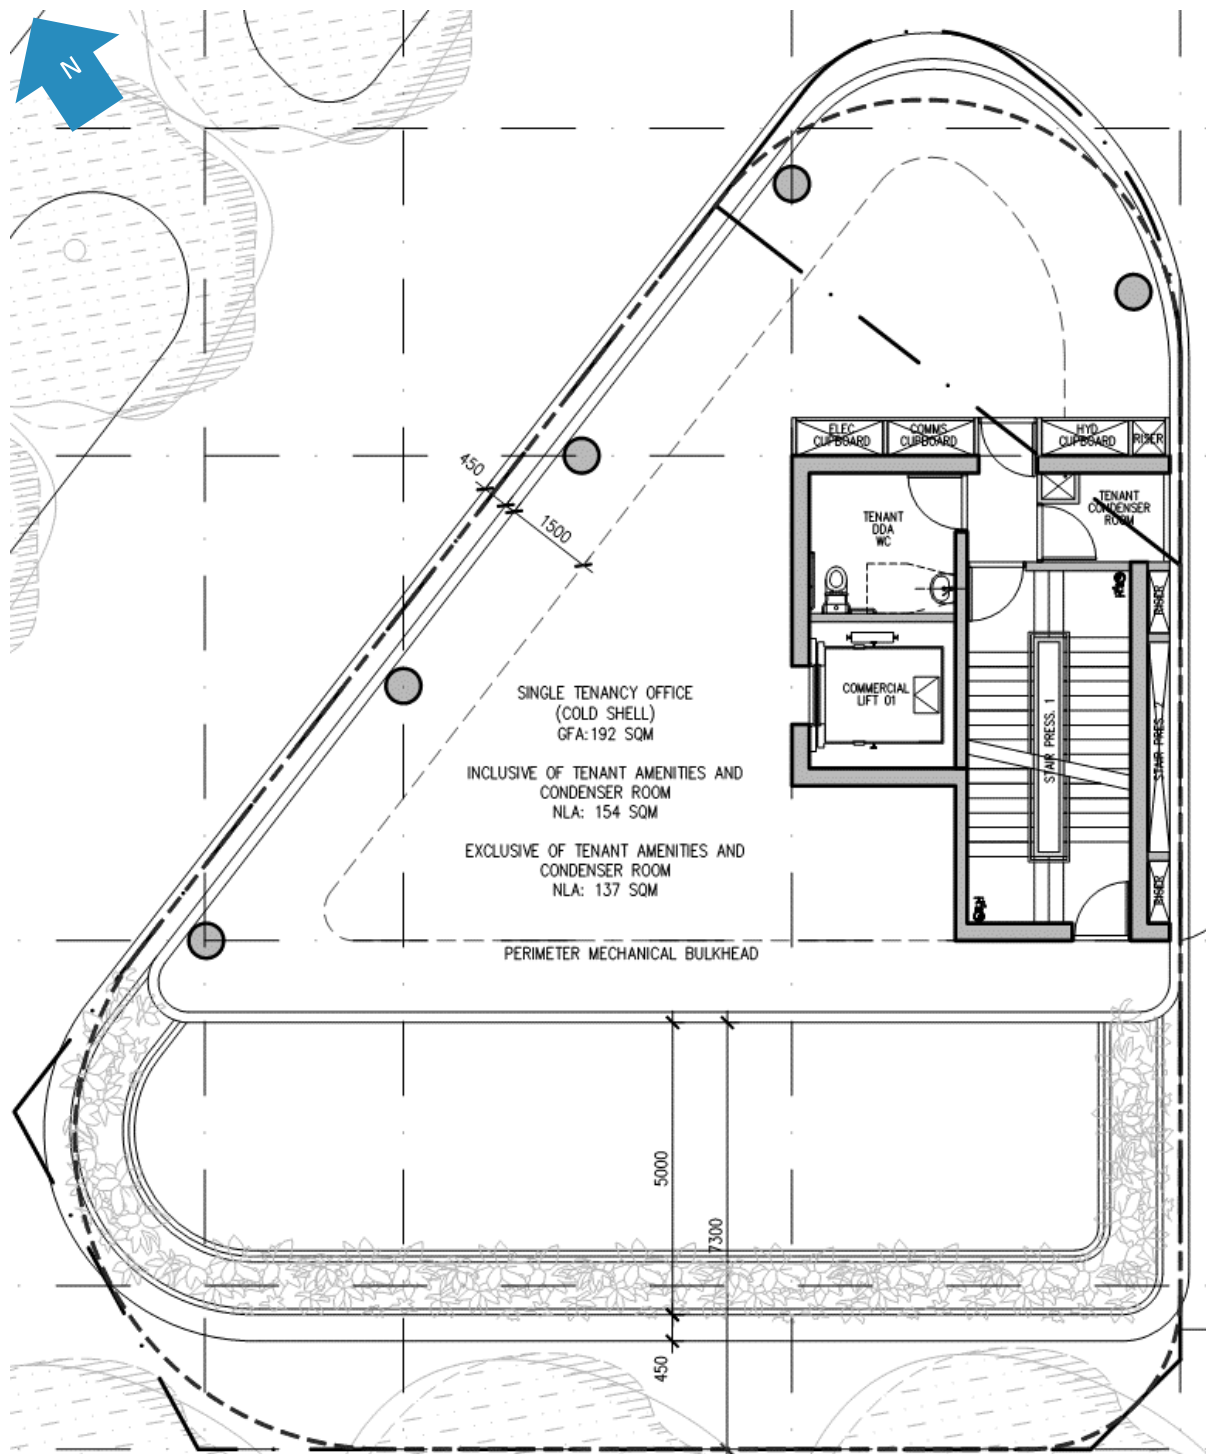 N
ELEC
CUPBOARD
COMMS
CUPBOARD
HYD
CUPBOARD
RISER
TENANT
CONDENSER
ROOM
TENANT
DDA
WC
450
1500
RISER
COMMERCIAL
LIFT 01
STAIR PRESS. 1
STAIR PRES. 2
SINGLE TENANCY OFFICE
(COLD SHELL)
GFA:192 SQM
INCLUSIVE OF TENANT AMENITIES AND
CONDENSER ROOM
NLA: 154 SQM
EXCLUSIVE OF TENANT AMENITIES AND
CONDENSER ROOM
NLA: 137 SQM
RISER
PERIMETER MECHANICAL BULKHEAD
5000
7300
450